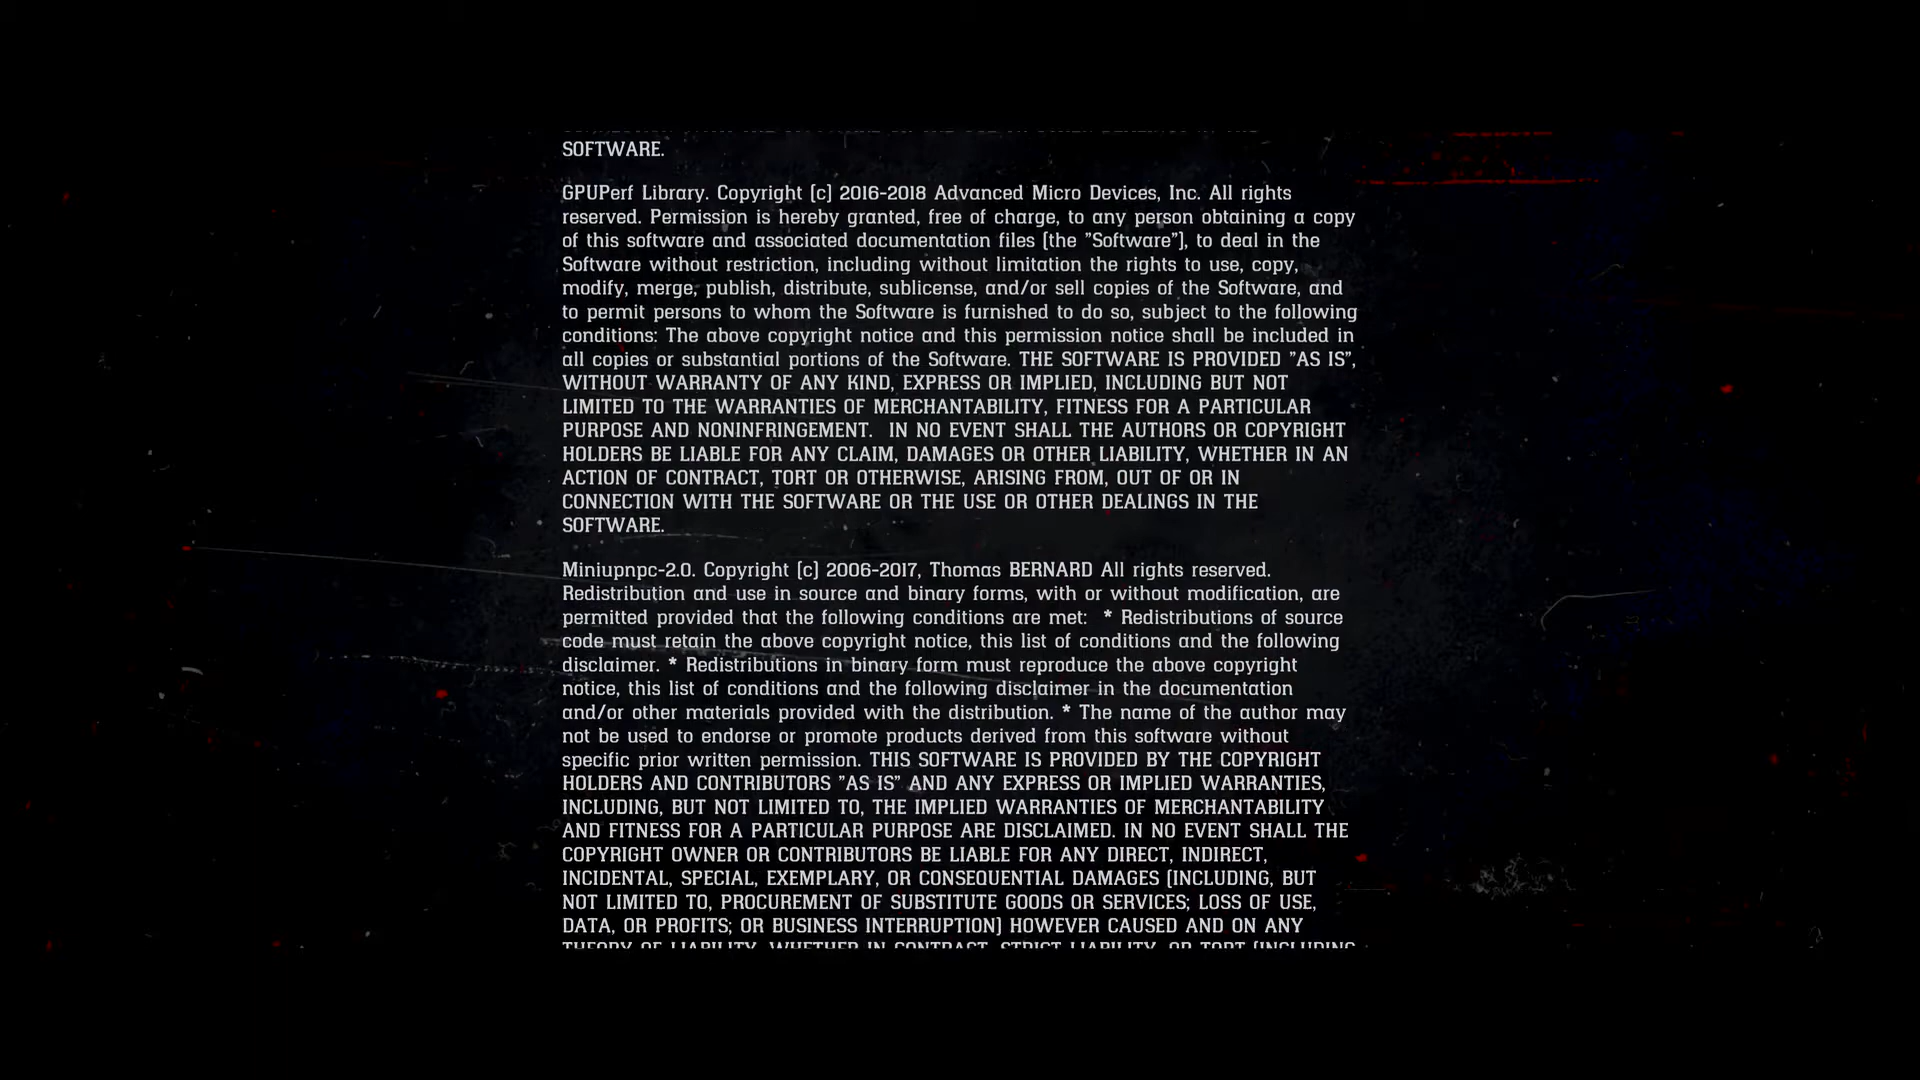 SOFTWARE.
GPUPerf Library. Copyright (c) 2016-2018 Advanced Micro Devices, Inc. All rights
reserved. Permission is hereby granted, free of charge, to any person obtaining a copy
of this software and associated documentation files (the "Software"), to deal in the
Software without restriction, including without limitation the rights to use, copy,
modify, merge, publish, distribute, sublicense, and/or sell copies of the Software, and
to permit persons to whom the Software is furnished to do so, subject to the following
conditions: The above copyright notice and this permission notice shall be included in
all copies or substantial portions of the Software. THE SOFTWARE IS PROVIDED "AS IS",
WITHOUT WARRANTY OF ANY KIND, EXPRESS OR IMPLIED, INCLUDING BUT NOT
LIMITED TO THE WARRANTIES OF MERCHANTABILITY, FITNESS FOR A PARTICULAR
PURPOSE AND NONINFRINGEMENT.  IN NO EVENT SHALL THE AUTHORS OR COPYRIGHT
HOLDERS BE LIABLE FOR ANY CLAIM, DAMAGES OR OTHER LIABILITY, WHETHER IN AN
ACTION OF CONTRACT, TORT OR OTHERWISE, ARISING FROM, OUT OF OR IN
CONNECTION WITH THE SOFTWARE OR THE USE OR OTHER DEALINGS IN THE
SOFTWARE.
Miniupnpc-2.0. Copyright (c) 2006-2017, Thomas BERNARD All rights reserved.
Redistribution and use in source and binary forms, with or without modification, are
permitted provided that the following conditions are met:  * Redistributions of source
code must retain the above copyright notice, this list of conditions and the following
disclaimer. * Redistributions in binary form must reproduce the above copyright
notice, this list of conditions and the following disclaimer in the documentation
and/or other materials provided with the distribution. * The name of the author may
not be used to endorse or promote products derived from this software without
specific prior written permission. THIS SOFTWARE IS PROVIDED BY THE COPYRIGHT
HOLDERS AND CONTRIBUTORS "AS IS" AND ANY EXPRESS OR IMPLIED WARRANTIES,
INCLUDING, BUT NOT LIMITED TO, THE IMPLIED WARRANTIES OF MERCHANTABILITY
AND FITNESS FOR A PARTICULAR PURPOSE ARE DISCLAIMED. IN NO EVENT SHALL THE
COPYRIGHT OWNER OR CONTRIBUTORS BE LIABLE FOR ANY DIRECT, INDIRECT,
INCIDENTAL, SPECIAL, EXEMPLARY, OR CONSEQUENTIAL DAMAGES (INCLUDING, BUT
NOT LIMITED TO, PROCUREMENT OF SUBSTITUTE GOODS OR SERVICES; LOSS OF USE,
DATA, OR PROFITS; OR BUSINESS INTERRUPTION) HOWEVER CAUSED AND ON ANY
THEORY OF LIABILITY, WHETHER IN CONTRACT, STRICT LIABILITY, OR TORT (INCLUDING